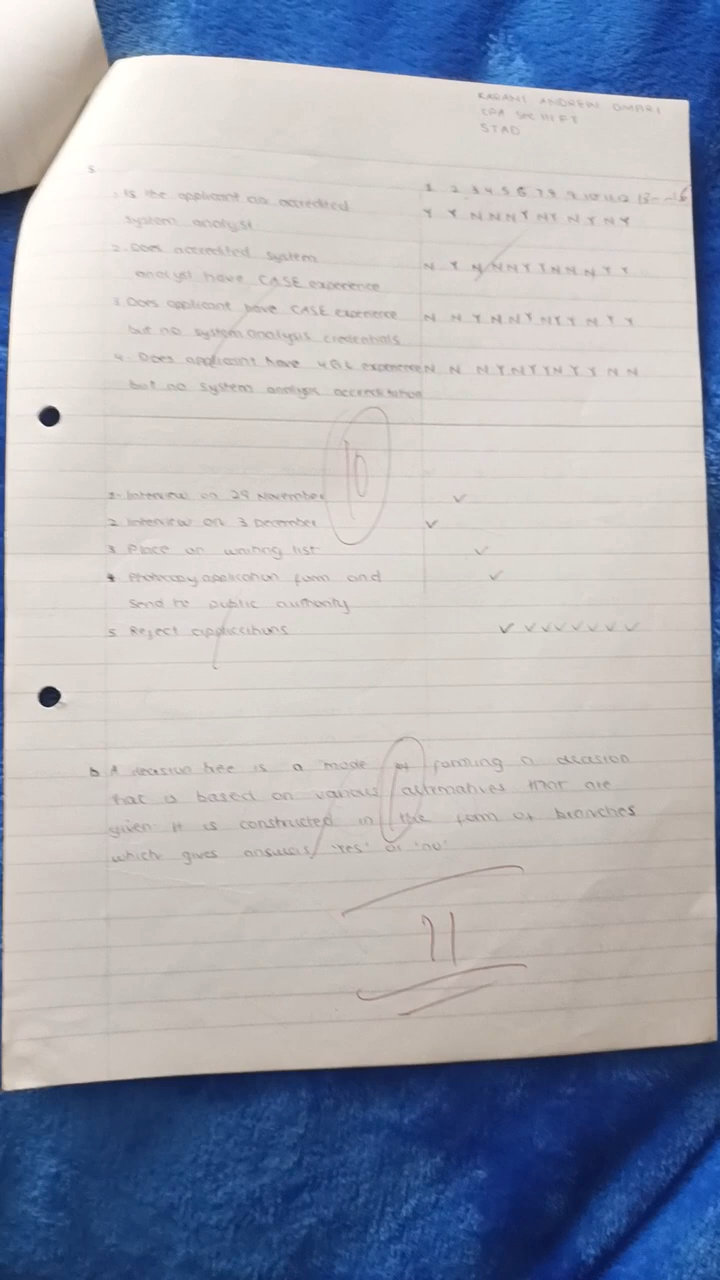 KARANI ANDREW OMARI
CPA SEC III FT
STAD
5
1. Is the applicant an accredited 1 2 3 4 5 6 7 8 9 10 11 12 13 - - 16
system analyst Y Y N N N Y N Y N Y N Y
2. Does accredited system
analyst have CASE experience N Y N N N Y Y N N N Y Y
3. Does applicant have CASE experience N N Y N N Y N Y Y N Y Y
but no system analysis credentials
4. Does applicant have 4GL experience N N N Y N Y Y N Y Y N N
but no system analysis accreditation
10
1. Interview on 29 November ✓
2 Interview on 3 December ✓
3 Place on waiting list ✓
4 Photocopy application form and ✓
send to public authority
5 Reject applications ✓ ✓ ✓ ✓ ✓ ✓ ✓ ✓
b A decision tree is a mode of forming a decision
that is based on various alternatives that are
given it is constructed in the form of branches
which gives answers 'yes' or 'no'
11